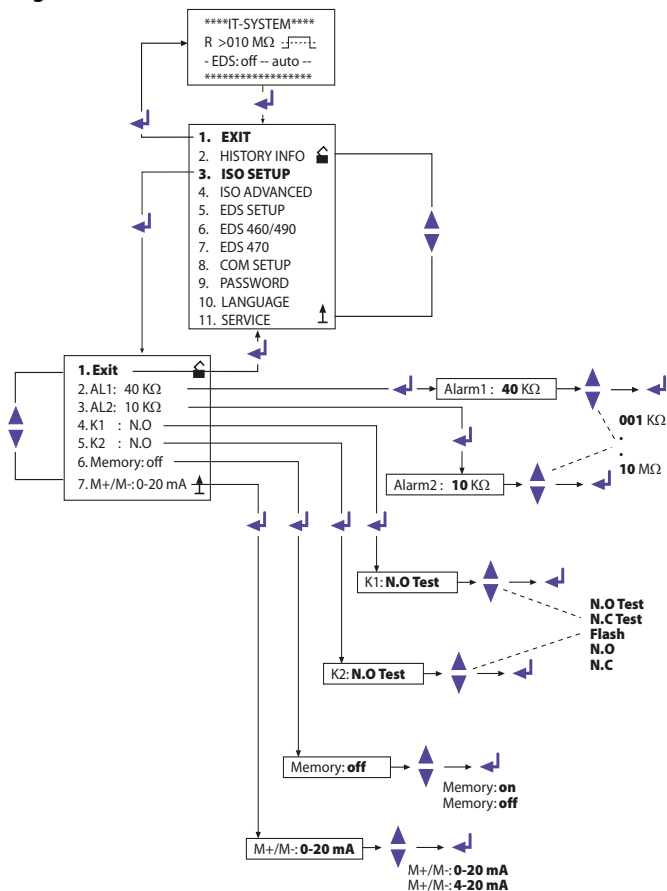 ****IT-SYSTEM****
R >010 MΩ
- EDS: off -- auto --
******************
1. EXIT
2. HISTORY INFO
3. ISO SETUP
4. ISO ADVANCED
5. EDS SETUP
6. EDS 460/490
7. EDS 470
8. COM SETUP
9. PASSWORD
10. LANGUAGE
11. SERVICE
1. Exit
2. AL1: 40 KΩ
3. AL2: 10 KΩ
4. K1 : N.O
5. K2 : N.O
6. Memory: off
7. M+/M-: 0-20 mA
Alarm1 : 40 KΩ
001 KΩ
.
.
10 MΩ
Alarm2 : 10 KΩ
K1: N.O Test
N.O Test
N.C Test
Flash
N.O
N.C
K2: N.O Test
Memory: off
Memory: on
Memory: off
M+/M-: 0-20 mA
M+/M-: 0-20 mA
M+/M-: 4-20 mA